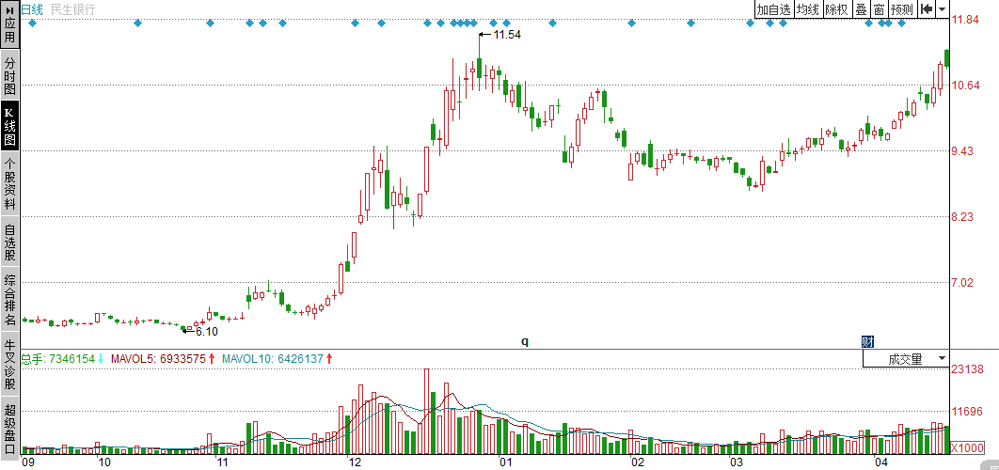 日线 民生银行
加自选 均线 除权 叠 窗 预测
应用
分时图
K线图
个股资料
自选股
综合排名
牛叉诊股
超级盘口
11.84
11.54
10.64
9.43
8.23
7.02
6.10
q
财
总手: 7346154 MAVOL5: 6933575 MAVOL10: 6426137
成交量
23138
11696
X1000
09 10 11 12 01 02 03 04